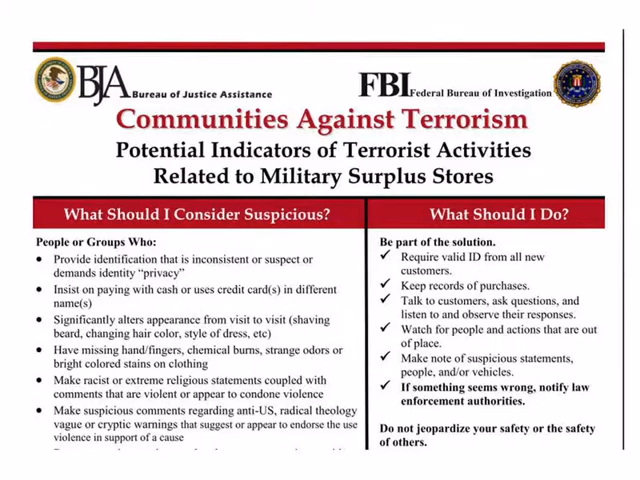 BJA Bureau of Justice Assistance
FBI Federal Bureau of Investigation
Communities Against Terrorism
Potential Indicators of Terrorist Activities
Related to Military Surplus Stores
What Should I Consider Suspicious?
People or Groups Who:
• Provide identification that is inconsistent or suspect or
demands identity “privacy”
• Insist on paying with cash or uses credit card(s) in different
name(s)
• Significantly alters appearance from visit to visit (shaving
beard, changing hair color, style of dress, etc)
• Have missing hand/fingers, chemical burns, strange odors or
bright colored stains on clothing
• Make racist or extreme religious statements coupled with
comments that are violent or appear to condone violence
• Make suspicious comments regarding anti-US, radical theology
vague or cryptic warnings that suggest or appear to endorse the use
violence in support of a cause
What Should I Do?
Be part of the solution.
✓ Require valid ID from all new
customers.
✓ Keep records of purchases.
✓ Talk to customers, ask questions, and
listen to and observe their responses.
✓ Watch for people and actions that are out
of place.
✓ Make note of suspicious statements,
people, and/or vehicles.
✓ If something seems wrong, notify law
enforcement authorities.
Do not jeopardize your safety or the safety
of others.